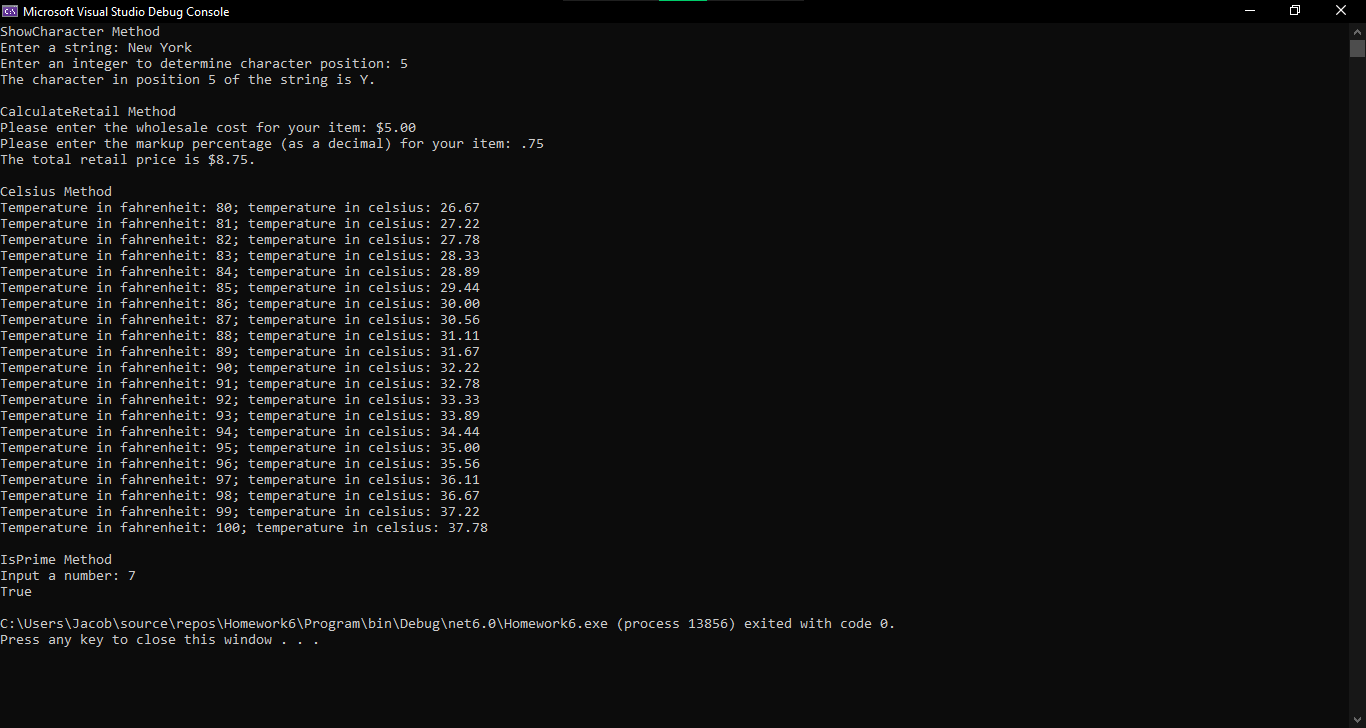 Microsoft Visual Studio Debug Console
ShowCharacter Method
Enter a string: New York
Enter an integer to determine character position: 5
The character in position 5 of the string is Y.
CalculateRetail Method
Please enter the wholesale cost for your item: $5.00
Please enter the markup percentage (as a decimal) for your item: .75
The total retail price is $8.75.
Celsius Method
Temperature in fahrenheit: 80; temperature in celsius: 26.67
Temperature in fahrenheit: 81; temperature in celsius: 27.22
Temperature in fahrenheit: 82; temperature in celsius: 27.78
Temperature in fahrenheit: 83; temperature in celsius: 28.33
Temperature in fahrenheit: 84; temperature in celsius: 28.89
Temperature in fahrenheit: 85; temperature in celsius: 29.44
Temperature in fahrenheit: 86; temperature in celsius: 30.00
Temperature in fahrenheit: 87; temperature in celsius: 30.56
Temperature in fahrenheit: 88; temperature in celsius: 31.11
Temperature in fahrenheit: 89; temperature in celsius: 31.67
Temperature in fahrenheit: 90; temperature in celsius: 32.22
Temperature in fahrenheit: 91; temperature in celsius: 32.78
Temperature in fahrenheit: 92; temperature in celsius: 33.33
Temperature in fahrenheit: 93; temperature in celsius: 33.89
Temperature in fahrenheit: 94; temperature in celsius: 34.44
Temperature in fahrenheit: 95; temperature in celsius: 35.00
Temperature in fahrenheit: 96; temperature in celsius: 35.56
Temperature in fahrenheit: 97; temperature in celsius: 36.11
Temperature in fahrenheit: 98; temperature in celsius: 36.67
Temperature in fahrenheit: 99; temperature in celsius: 37.22
Temperature in fahrenheit: 100; temperature in celsius: 37.78
IsPrime Method
Input a number: 7
True
C:\Users\Jacob\source\repos\Homework6\Program\bin\Debug\net6.0\Homework6.exe (process 13856) exited with code 0.
Press any key to close this window . . .